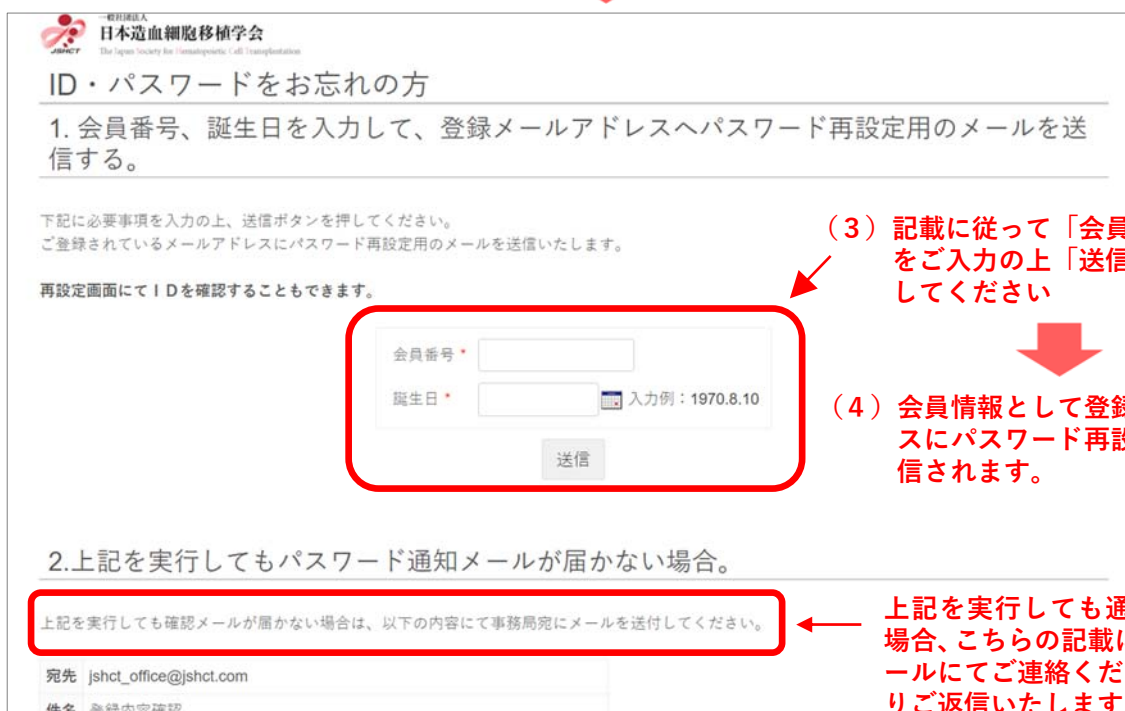 一般社団法人
日本造血細胞移植学会
JSHCT
The Japan Society for Hematopoietic Cell Transplantation
ID・パスワードをお忘れの方
1. 会員番号、誕生日を入力して、登録メールアドレスへパスワード再設定用のメールを送
信する。
下記に必要事項を入力の上、送信ボタンを押してください。
ご登録されているメールアドレスにパスワード再設定用のメールを送信いたします。
再設定画面にてＩＤを確認することもできます。
（３）記載に従って「会員
をご入力の上「送信
してください
会員番号 *
誕生日 *
入力例：1970.8.10
送信
（４）会員情報として登録
スにパスワード再設
信されます。
2.上記を実行してもパスワード通知メールが届かない場合。
上記を実行しても確認メールが届かない場合は、以下の内容にて事務局宛にメールを送付してください。
上記を実行しても通
場合、こちらの記載に
ールにてご連絡くだ
りご返信いたします
宛先 jshct_office@jshct.com
件名 登録内容確認